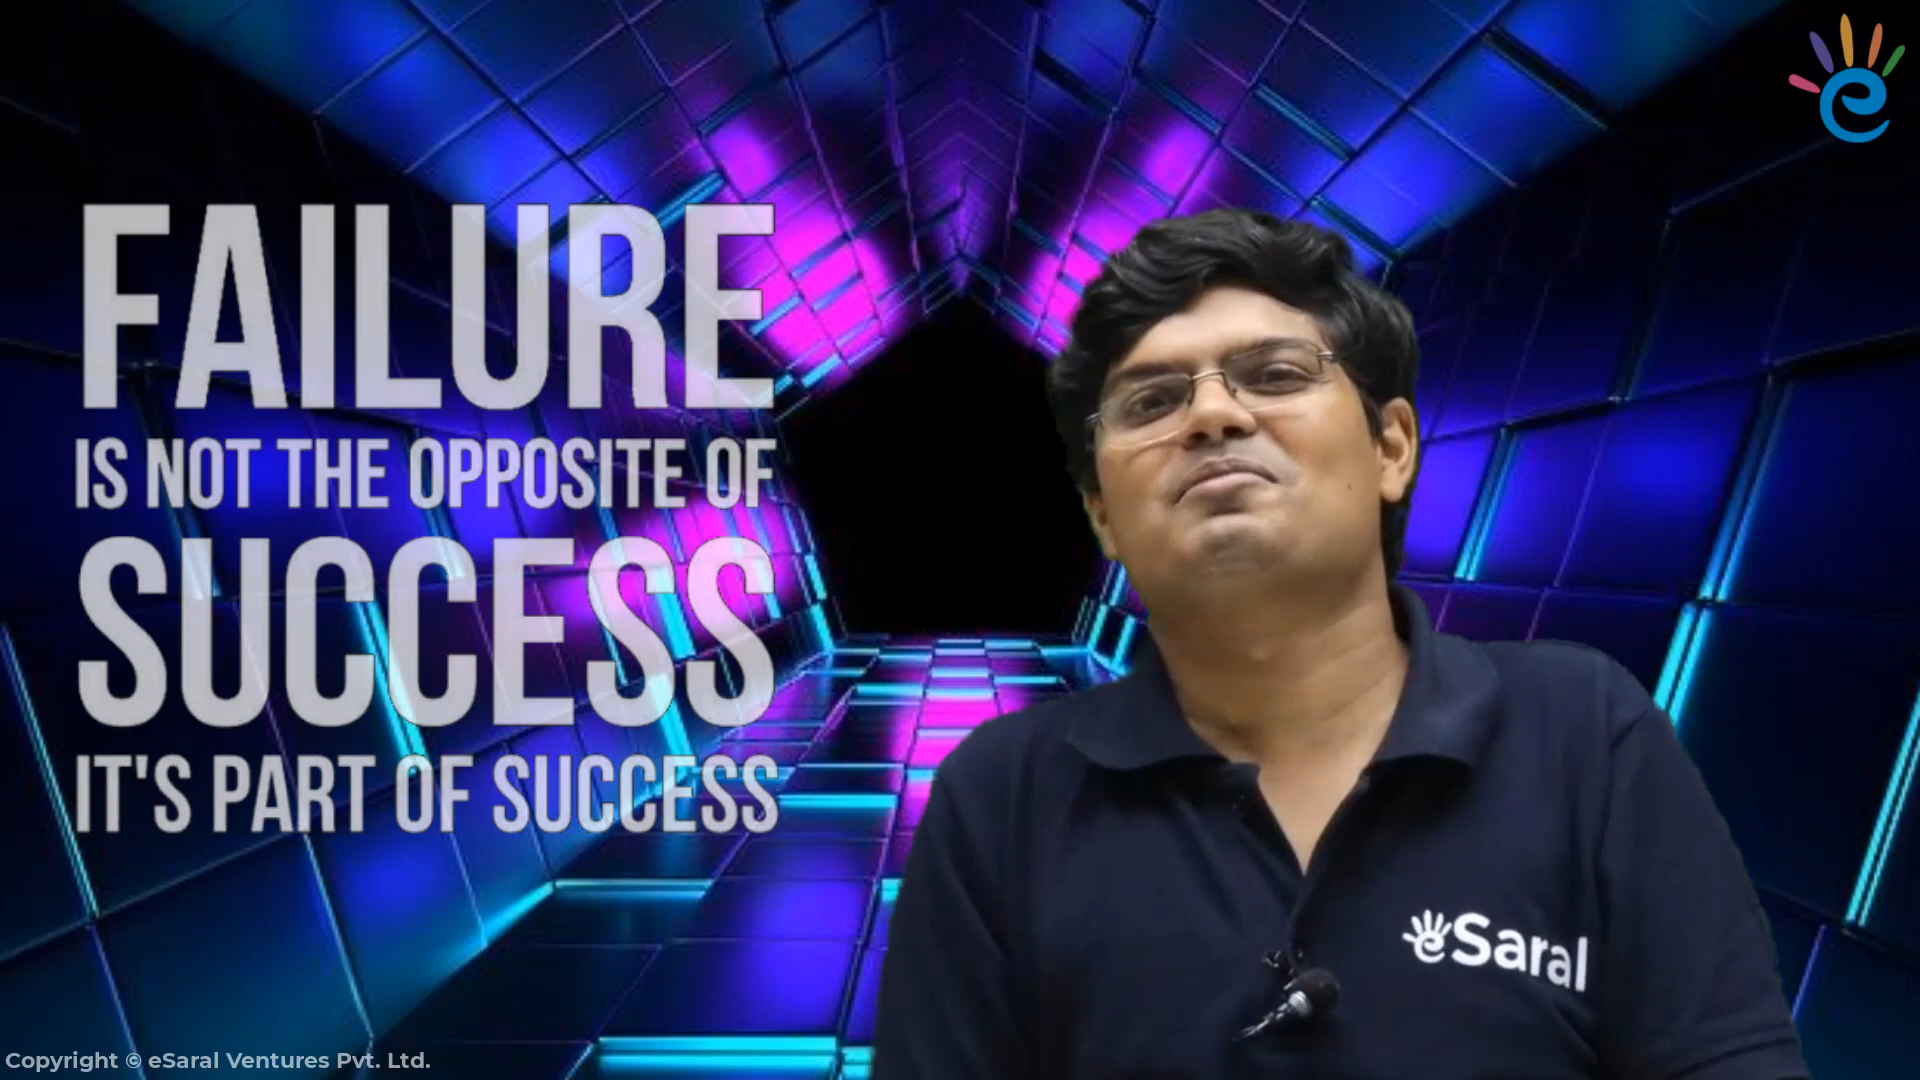 FAILURE
IS NOT THE OPPOSITE OF
SUCCESS
IT'S PART OF SUCCESS
eSaral
Copyright © eSaral Ventures Pvt. Ltd.